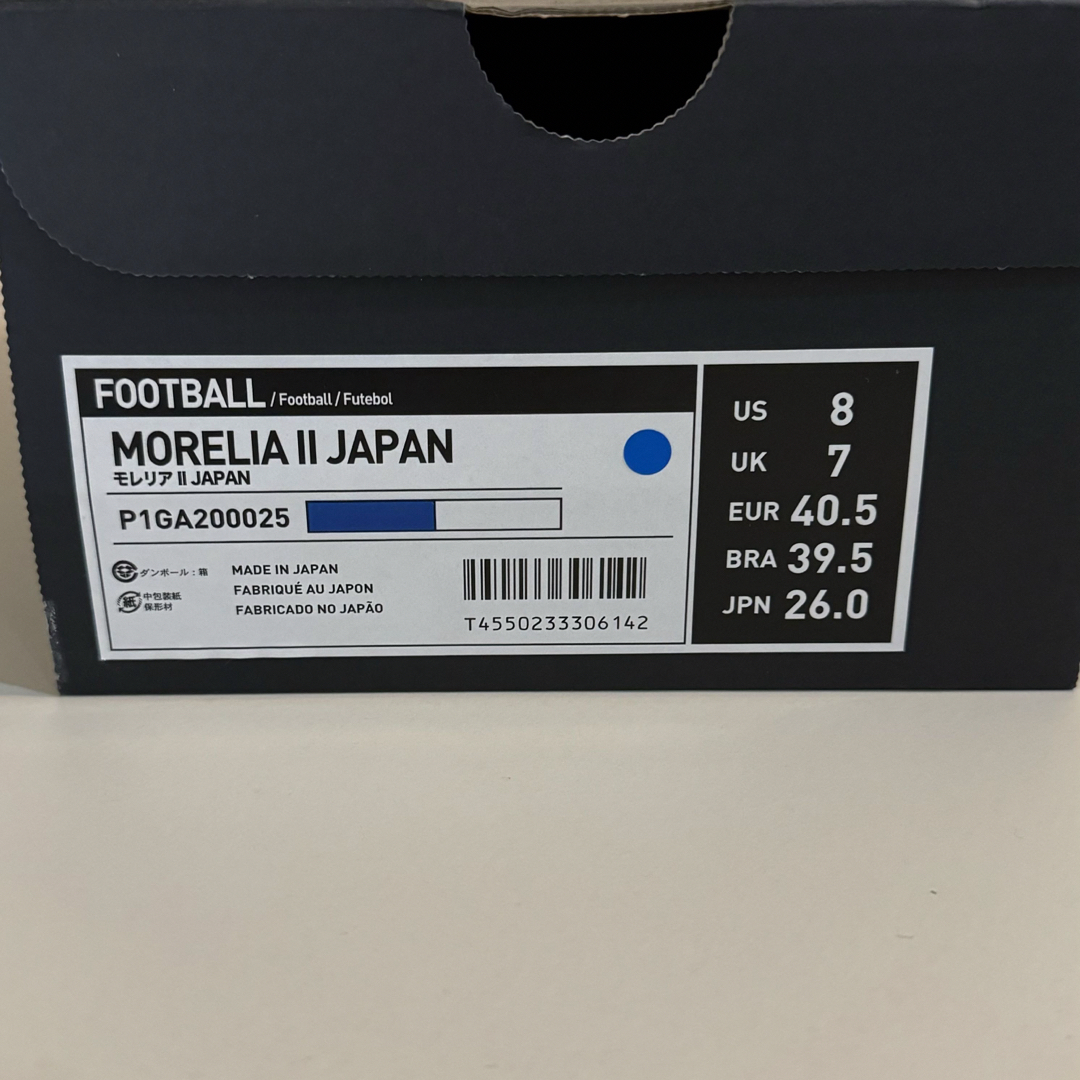 FOOTBALL / Football / Futebol
MORELIA II JAPAN
モレリア II JAPAN
P1GA200025
ダンボール：箱
紙 中包装紙
保形材
MADE IN JAPAN
FABRIQUÉ AU JAPON
FABRICADO NO JAPÃO
T4550233306142
US 8
UK 7
EUR 40.5
BRA 39.5
JPN 26.0